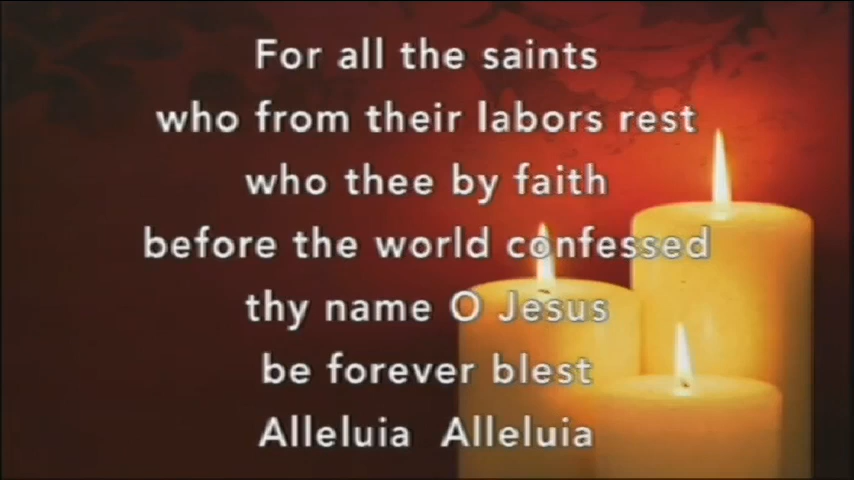 For all the saints
who from their labors rest
who thee by faith
before the world confessed
thy name O Jesus
be forever blest
Alleluia Alleluia